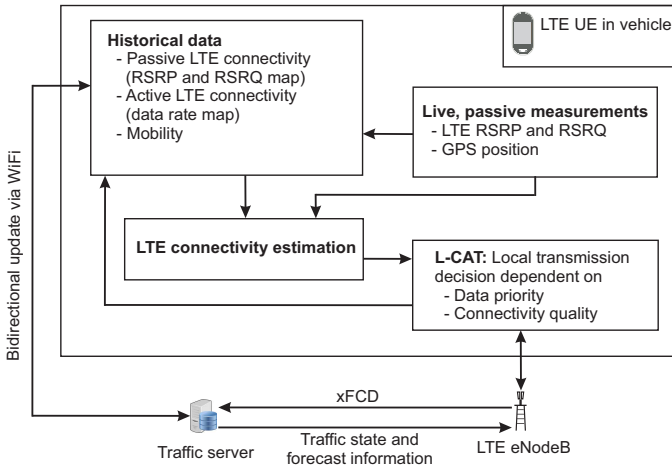 LTE UE in vehicle
Historical data
- Passive LTE connectivity
(RSRP and RSRQ map)
- Active LTE connectivity
(data rate map)
- Mobility
Live, passive measurements
- LTE RSRP and RSRQ
- GPS position
LTE connectivity estimation
L-CAT: Local transmission
decision dependent on
- Data priority
- Connectivity quality
Bidirectional update via WiFi
xFCD
Traffic server
Traffic state and
forecast information
LTE eNodeB